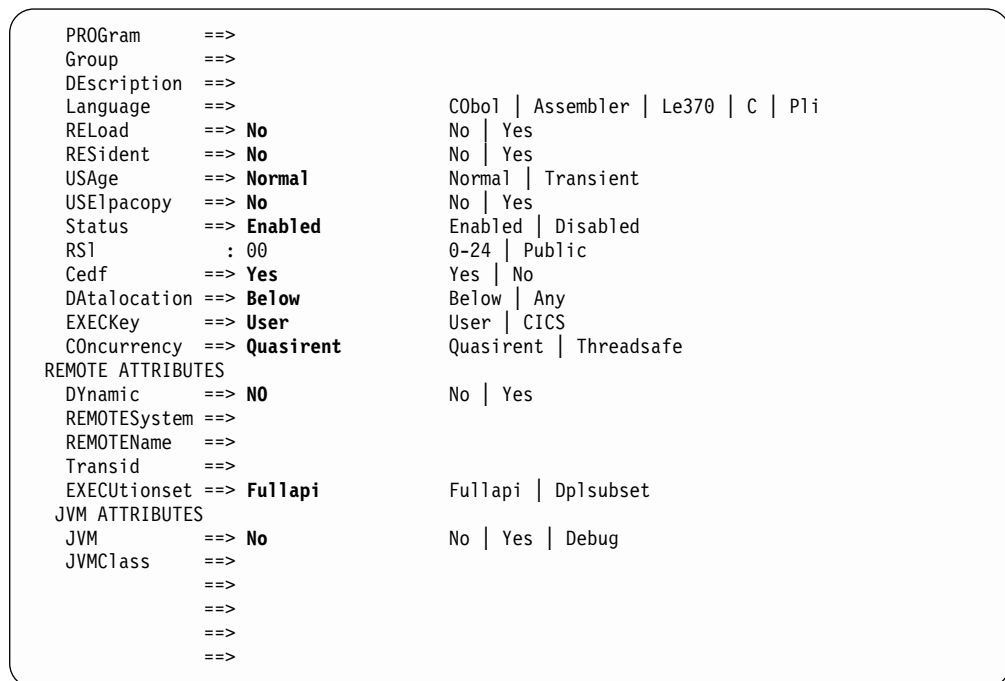 PROGram ==>
Group ==>
DEscription ==>
Language ==> CObol | Assembler | Le370 | C | Pli
RELoad ==> No No | Yes
RESident ==> No No | Yes
USAge ==> Normal Normal | Transient
USElpacopy ==> No No | Yes
Status ==> Enabled Enabled | Disabled
RSl : 00 0-24 | Public
Cedf ==> Yes Yes | No
DAtalocation ==> Below Below | Any
EXECKey ==> User User | CICS
COncurrency ==> Quasirent Quasirent | Threadsafe
REMOTE ATTRIBUTES
DYnamic ==> NO No | Yes
REMOTESystem ==>
REMOTEName ==>
Transid ==>
EXECUtionset ==> Fullapi Fullapi | Dplsubset
JVM ATTRIBUTES
JVM ==> No No | Yes | Debug
JVMClass ==>
==>
==>
==>
==>